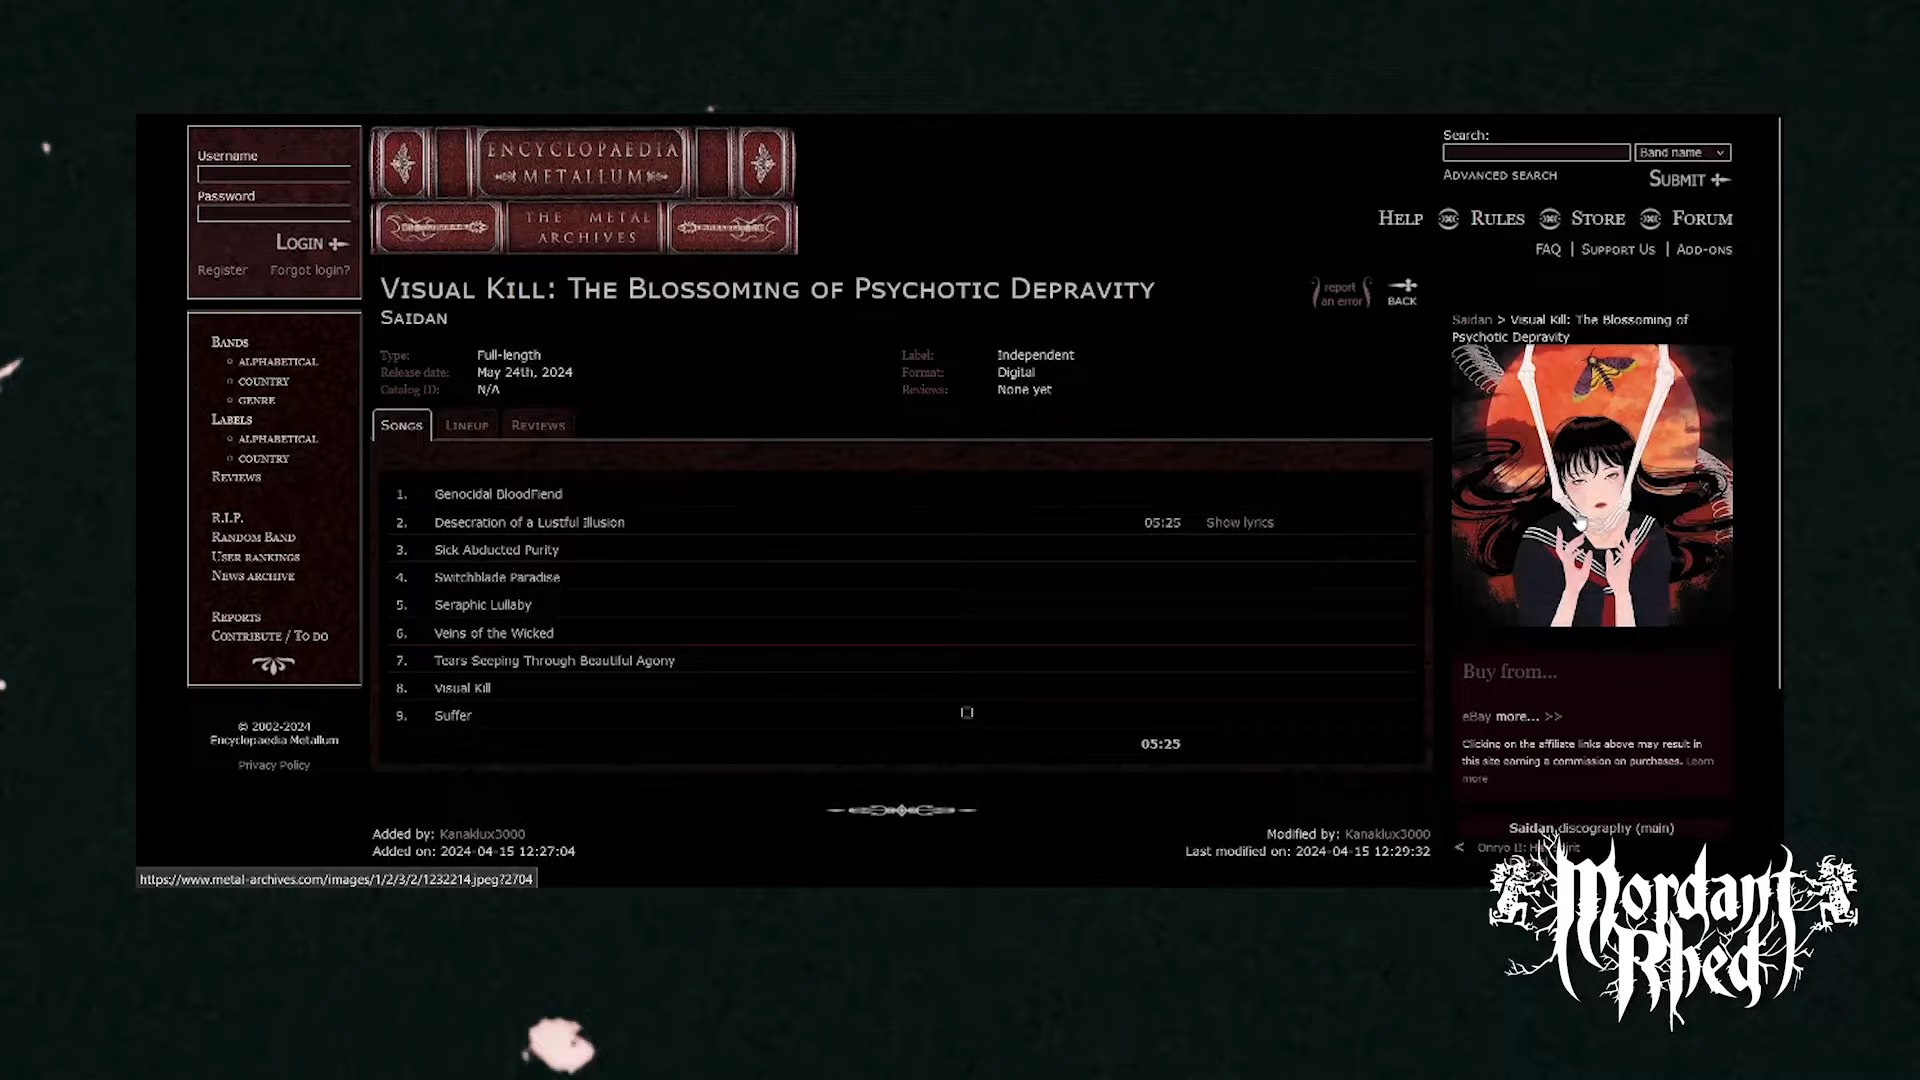 Username
Password
LOGIN
Register Forgot login?
ENCYCLOPAEDIA
METALLUM
THE METAL
ARCHIVES
Search:
Band name
ADVANCED SEARCH SUBMIT
HELP RULES STORE FORUM
FAQ | SUPPORT US | ADD-ONS
BANDS
ALPHABETICAL
COUNTRY
GENRE
LABELS
ALPHABETICAL
COUNTRY
REVIEWS
R.I.P.
RANDOM BAND
USER RANKINGS
NEWS ARCHIVE
REPORTS
CONTRIBUTE / TO DO
© 2002-2024
Encyclopaedia Metallum
Privacy Policy
VISUAL KILL: THE BLOSSOMING OF PSYCHOTIC DEPRAVITY
SAIDAN
report
an error
BACK
Type: Full-length
Release date: May 24th, 2024
Catalog ID: N/A
Label: Independent
Format: Digital
Reviews: None yet
SONGS LINEUP REVIEWS
1. Genocidal BloodFiend
2. Desecration of a Lustful Illusion 05:25 Show lyrics
3. Sick Abducted Purity
4. Switchblade Paradise
5. Seraphic Lullaby
6. Veins of the Wicked
7. Tears Seeping Through Beautiful Agony
8. Visual Kill
9. Suffer
05:25
Added by: Kanaklux3000
Added on: 2024-04-15 12:27:04
Modified by: Kanaklux3000
Last modified on: 2024-04-15 12:29:32
Saidan > Visual Kill: The Blossoming of
Psychotic Depravity
Buy from...
eBay more... >>
Clicking on the affiliate links above may result in
this site earning a commission on purchases. Learn
more
Saidan discography (main)
< Onryō II: Her
https://www.metal-archives.com/images/1/2/3/2/1232214.jpeg?2704
Mordant
Rhed